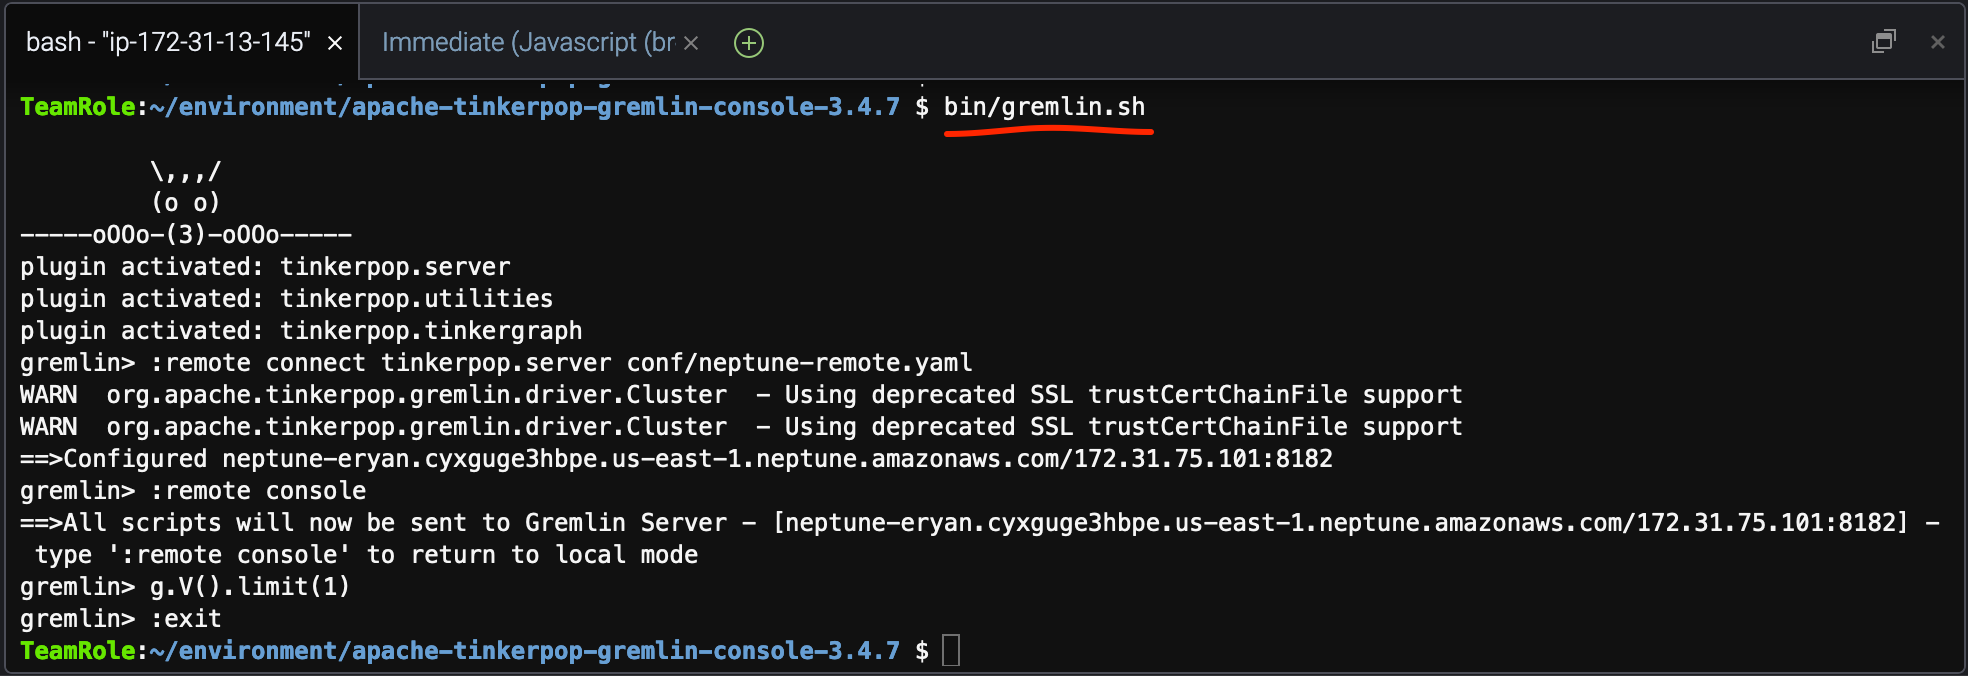 bash - "ip-172-31-13-145" × Immediate (Javascript (br ×
TeamRole:~/environment/apache-tinkerpop-gremlin-console-3.4.7 $ bin/gremlin.sh
\,,,/
(o o)
-----oOOo-(3)-oOOo-----
plugin activated: tinkerpop.server
plugin activated: tinkerpop.utilities
plugin activated: tinkerpop.tinkergraph
gremlin> :remote connect tinkerpop.server conf/neptune-remote.yaml
WARN  org.apache.tinkerpop.gremlin.driver.Cluster  - Using deprecated SSL trustCertChainFile support
WARN  org.apache.tinkerpop.gremlin.driver.Cluster  - Using deprecated SSL trustCertChainFile support
==>Configured neptune-eryan.cyxguge3hbpe.us-east-1.neptune.amazonaws.com/172.31.75.101:8182
gremlin> :remote console
==>All scripts will now be sent to Gremlin Server - [neptune-eryan.cyxguge3hbpe.us-east-1.neptune.amazonaws.com/172.31.75.101:8182] -
 type ':remote console' to return to local mode
gremlin> g.V().limit(1)
gremlin> :exit
TeamRole:~/environment/apache-tinkerpop-gremlin-console-3.4.7 $